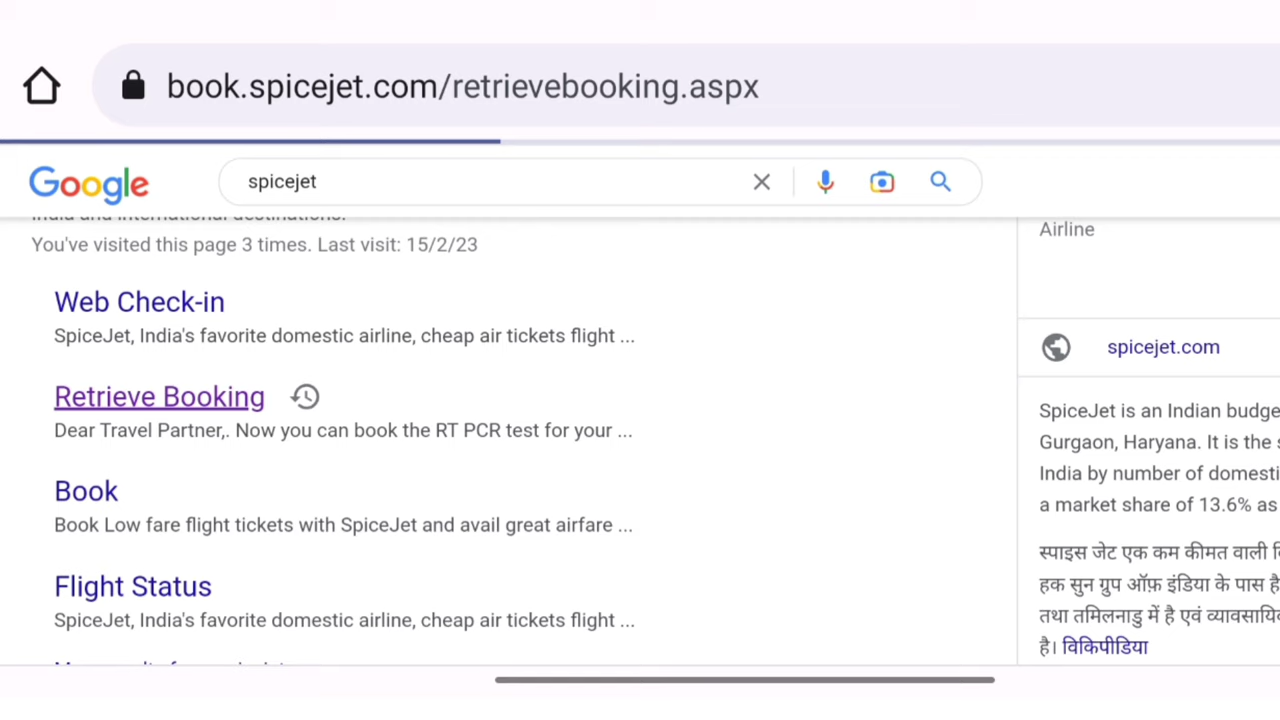 book.spicejet.com/retrievebooking.aspx
Google
spicejet
India and international destinations.
You've visited this page 3 times. Last visit: 15/2/23
Web Check-in
SpiceJet, India's favorite domestic airline, cheap air tickets flight ...
Retrieve Booking
Dear Travel Partner,. Now you can book the RT PCR test for your ...
Book
Book Low fare flight tickets with SpiceJet and avail great airfare ...
Flight Status
SpiceJet, India's favorite domestic airline, cheap air tickets flight ...
Airline
spicejet.com
SpiceJet is an Indian budge
Gurgaon, Haryana. It is the s
India by number of domesti
a market share of 13.6% as
स्पाइस जेट एक कम कीमत वाली
हक सुन ग्रुप ऑफ़ इंडिया के पास है
तथा तमिलनाडु में है एवं व्यावसायि
है। विकिपीडिया